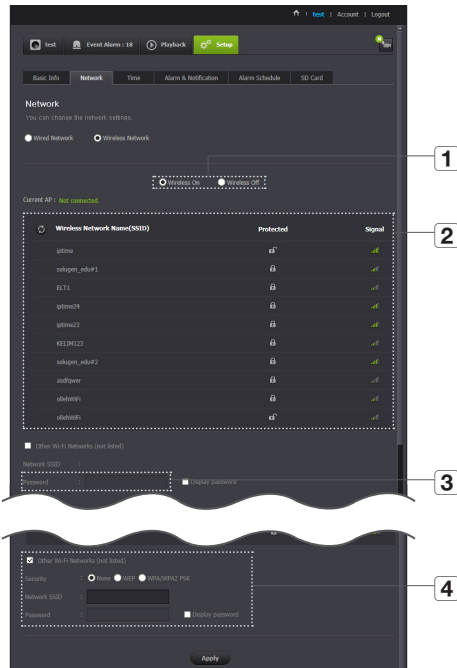 test | Account | Logout
test Event Alarm : 18 Playback Setup
Basic Info Network Time Alarm & Notification Alarm Schedule SD Card
Network
You can change the network settings.
Wired Network Wireless Network
1
Wireless On Wireless Off
Current AP : Not connected.
2
Wireless Network Name(SSID) Protected Signal
iptime
solugen_edu#1
ELT1
iptime24
iptime23
KELIM123
solugen_edu#2
asdfqwer
ollehWiFi
ollehWiFi
Other Wi-Fi Networks (not listed)
Network SSID :
Password : Display password
3
Other Wi-Fi Networks (not listed)
Security : None WEP WPA/WPA2 PSK
4
Network SSID :
Password : Display password
Apply